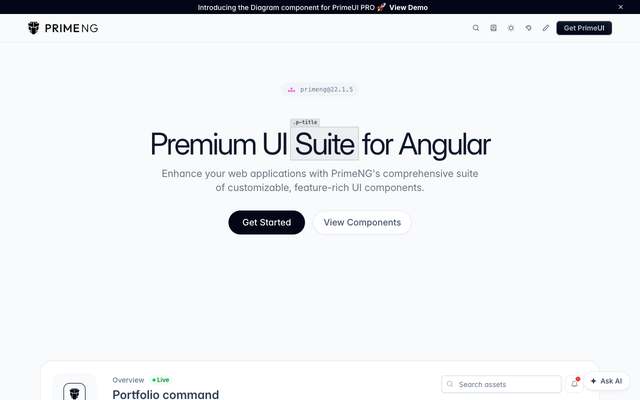 Introducing the Diagram component for PrimeUI PRO 🚀 View Demo
PRIMENG
Get PrimeUI
primeng@22.1.5
.p-title
Premium UI Suite for Angular
Enhance your web applications with PrimeNG's comprehensive suite
of customizable, feature-rich UI components.
Get Started
View Components
Overview
Live
Portfolio command
Search assets
Ask AI